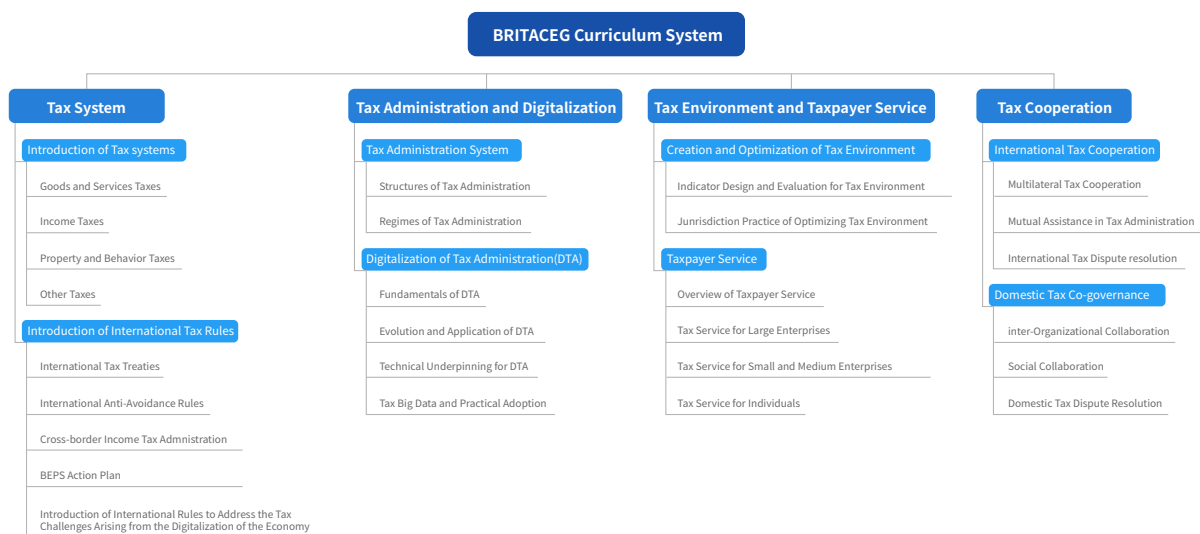 BRITACEG Curriculum System
Tax System
Introduction of Tax systems
Goods and Services Taxes
Income Taxes
Property and Behavior Taxes
Other Taxes
Introduction of International Tax Rules
International Tax Treaties
International Anti-Avoidance Rules
Cross-border Income Tax Admnistration
BEPS Action Plan
Introduction of International Rules to Address the Tax
Challenges Arising from the Digitalization of the Economy
Tax Administration and Digitalization
Tax Administration System
Structures of Tax Administration
Regimes of Tax Administration
Digitalization of Tax Administration(DTA)
Fundamentals of DTA
Evolution and Application of DTA
Technical Underpinning for DTA
Tax Big Data and Practical Adoption
Tax Environment and Taxpayer Service
Creation and Optimization of Tax Environment
Indicator Design and Evaluation for Tax Environment
Junrisdiction Practice of Optimizing Tax Environment
Taxpayer Service
Overview of Taxpayer Service
Tax Service for Large Enterprises
Tax Service for Small and Medium Enterprises
Tax Service for Individuals
Tax Cooperation
International Tax Cooperation
Multilateral Tax Cooperation
Mutual Assistance in Tax Administration
International Tax Dispute resolution
Domestic Tax Co-governance
inter-Organizational Collaboration
Social Collaboration
Domestic Tax Dispute Resolution